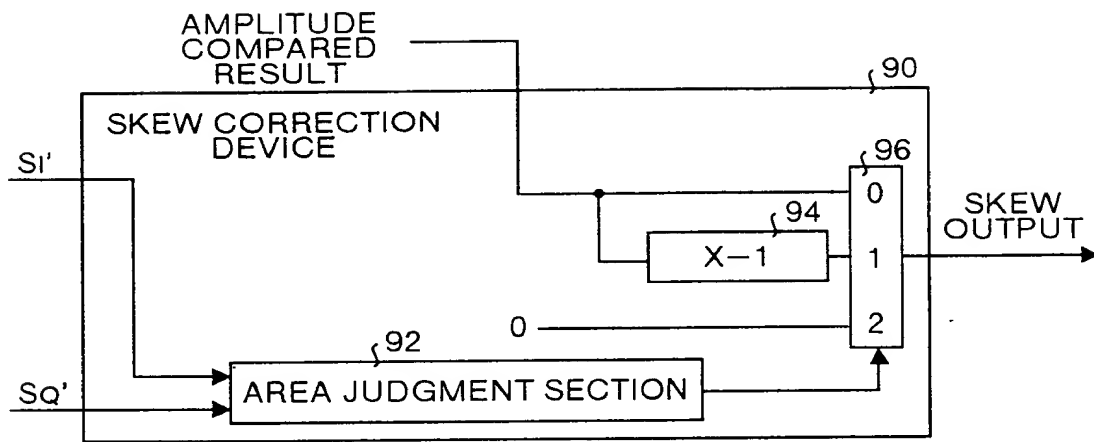 AMPLITUDE
COMPARED
RESULT
90
SKEW CORRECTION
DEVICE
SI'
96
0
SKEW
OUTPUT
94
X-1
1
0
2
92
SQ'
AREA JUDGMENT SECTION